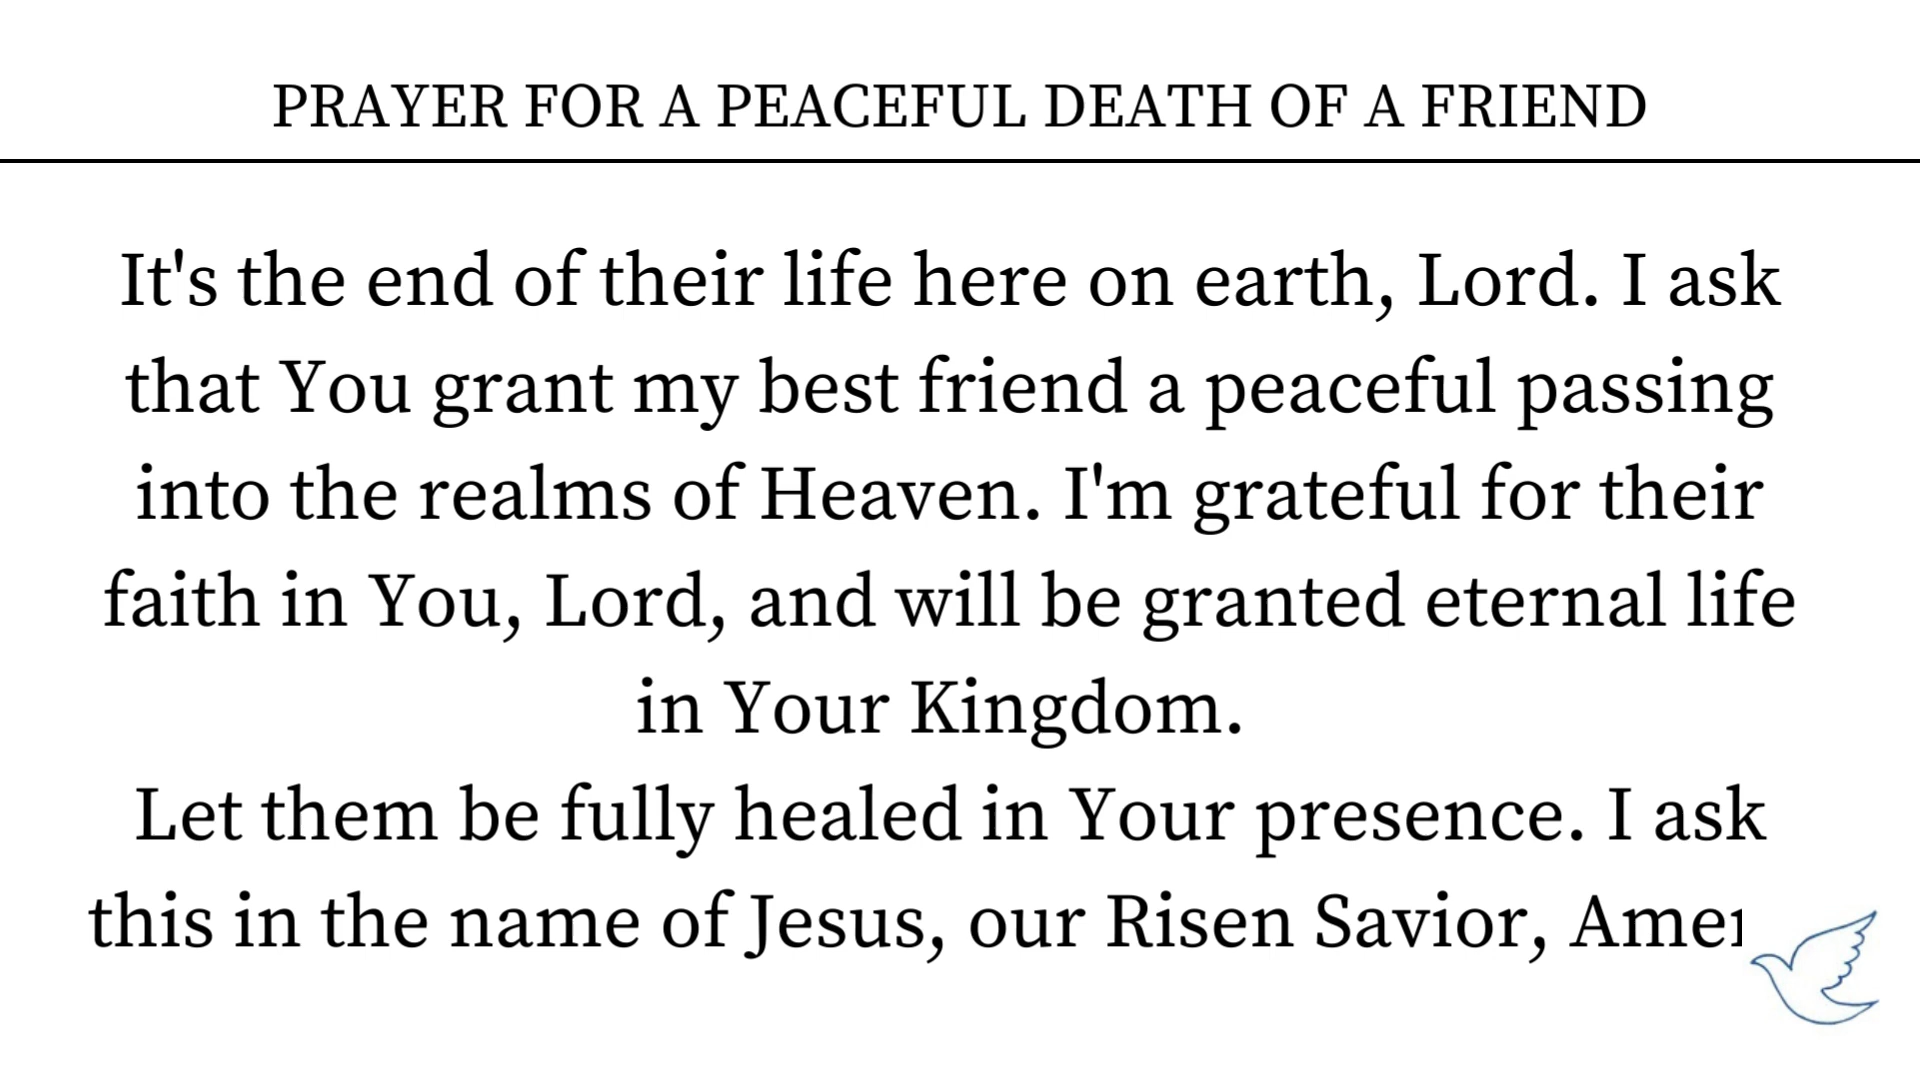 PRAYER FOR A PEACEFUL DEATH OF A FRIEND
It's the end of their life here on earth, Lord. I ask
that You grant my best friend a peaceful passing
into the realms of Heaven. I'm grateful for their
faith in You, Lord, and will be granted eternal life
in Your Kingdom.
Let them be fully healed in Your presence. I ask
this in the name of Jesus, our Risen Savior, Amen